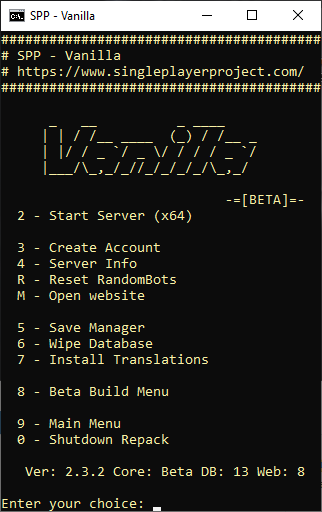 SPP - Vanilla
########################################
# SPP - Vanilla
# https://www.singleplayerproject.com/
########################################
Vanilla
-=[BETA]=-
2 - Start Server (x64)
3 - Create Account
4 - Server Info
R - Reset RandomBots
M - Open website
5 - Save Manager
6 - Wipe Database
7 - Install Translations
8 - Beta Build Menu
9 - Main Menu
0 - Shutdown Repack
Ver: 2.3.2 Core: Beta DB: 13 Web: 8
Enter your choice: _